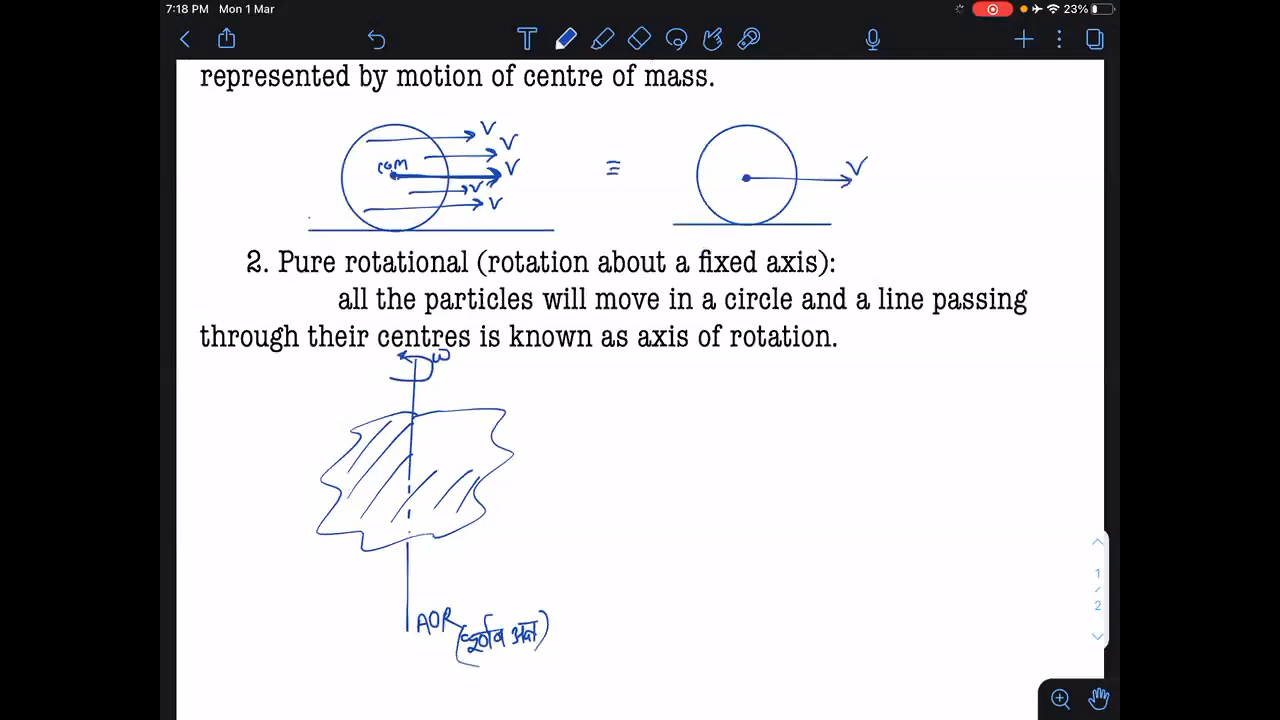 7:18 PM Mon 1 Mar 23%
represented by motion of centre of mass.
V
V
COM V
V
V
≡ V
2. Pure rotational (rotation about a fixed axis):
all the particles will move in a circle and a line passing
through their centres is known as axis of rotation.
ω
AOR (घूर्णन अक्ष)
1
2